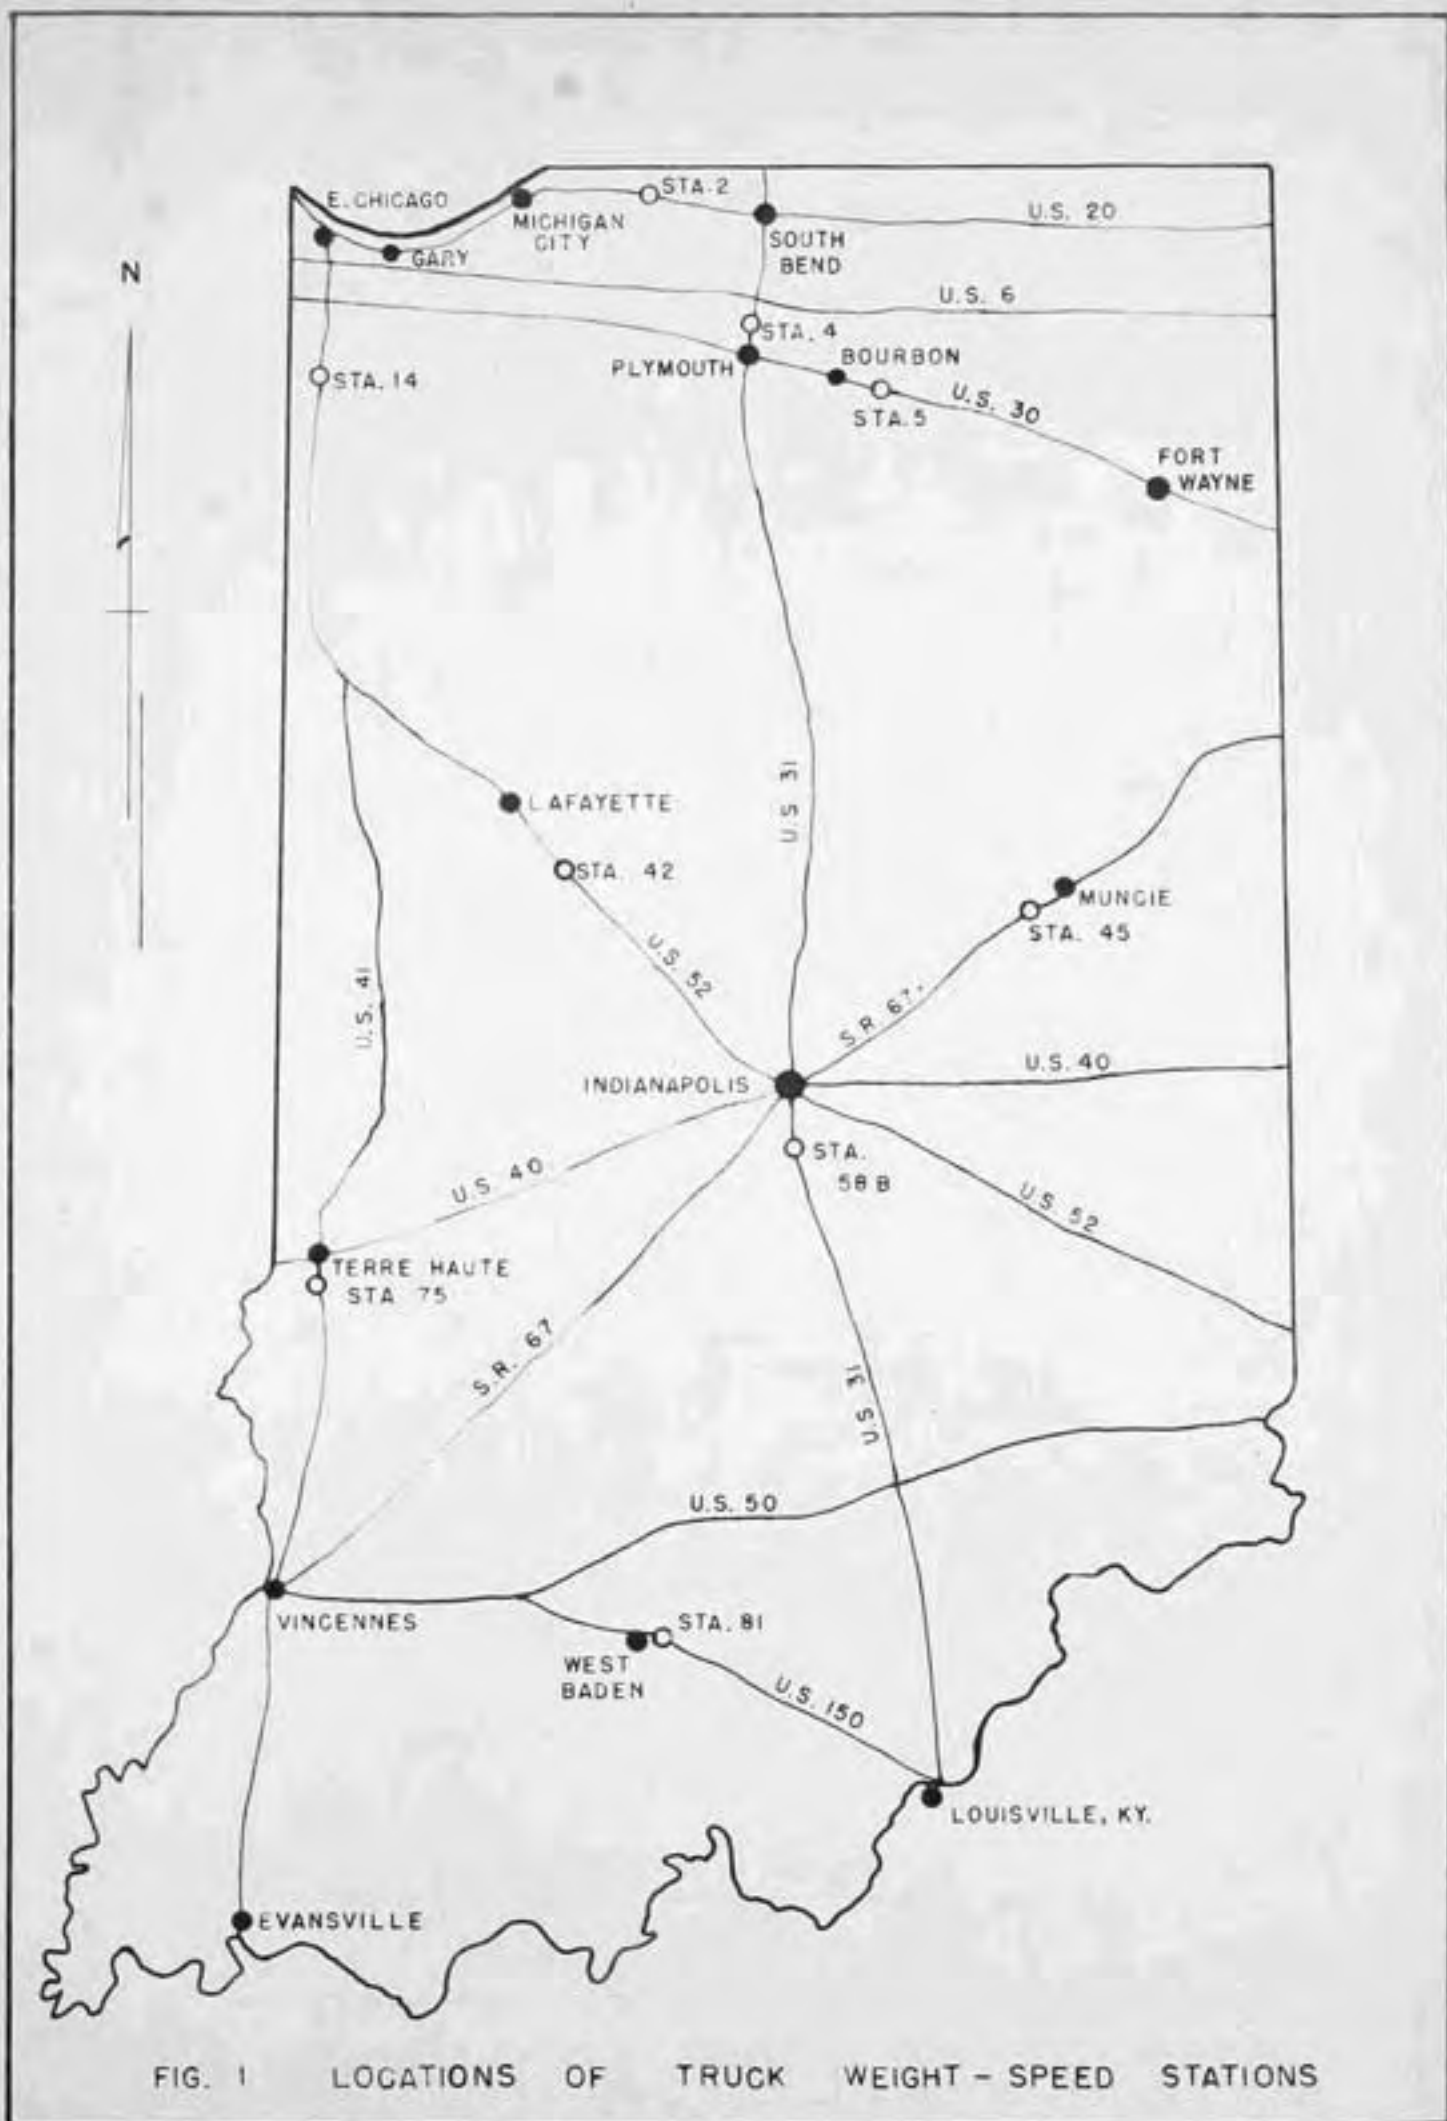 E. CHICAGO
STA. 2
MICHIGAN
CITY
U.S. 20
SOUTH
BEND
GARY
N
U.S. 6
STA. 4
BOURBON
PLYMOUTH
STA. 14
U.S. 30
STA. 5
FORT
WAYNE
U.S 31
LAFAYETTE
STA. 42
MUNCIE
STA. 45
U.S. 52
U.S. 41
S.R 67.
U.S. 40
INDIANAPOLIS
STA.
58 B
U.S 40
U.S. 52
TERRE HAUTE
STA 75
S.R. 67
U.S 31
U.S. 50
VINCENNES
STA. 81
WEST
BADEN
U.S. 150
LOUISVILLE, KY.
EVANSVILLE
FIG. 1 LOCATIONS OF TRUCK WEIGHT - SPEED STATIONS